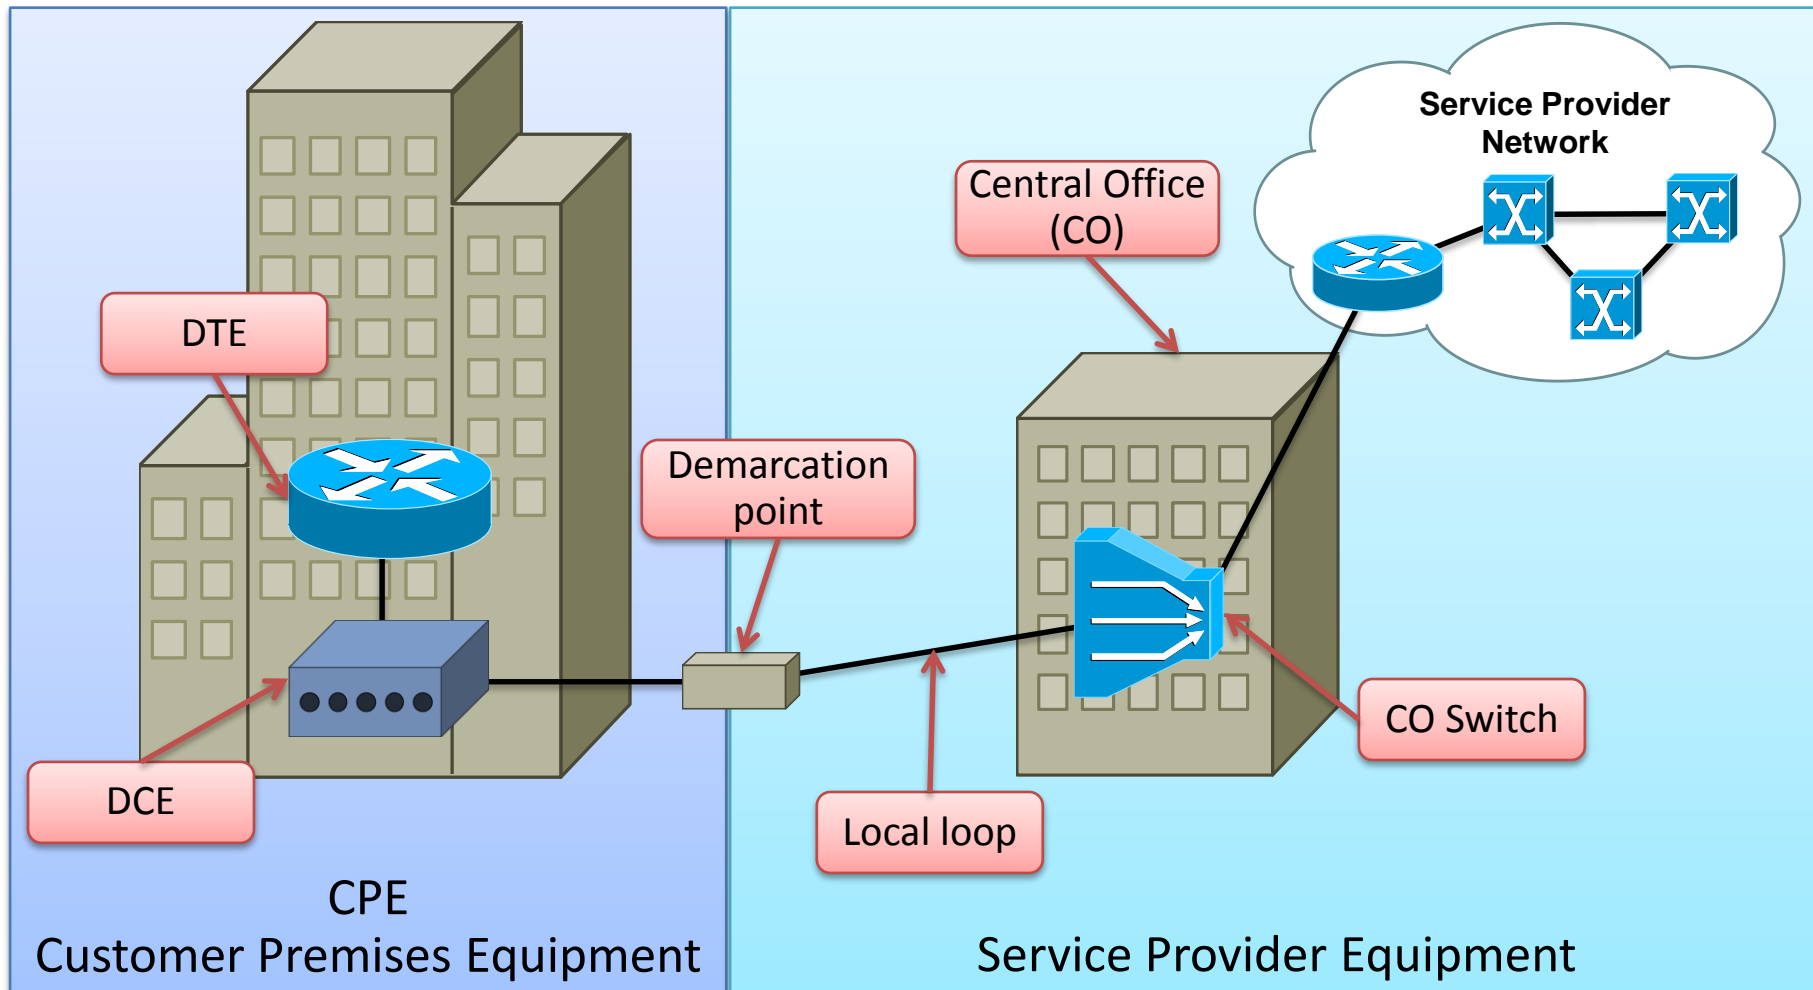 Service Provider
Network
Central Office
(CO)
DTE
Demarcation
point
CO Switch
DCE
Local loop
CPE
Customer Premises Equipment
Service Provider Equipment